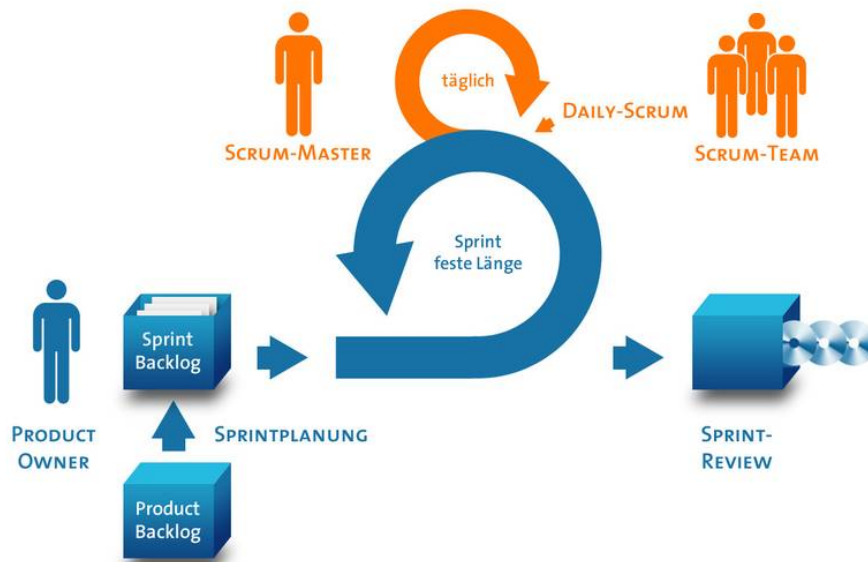 täglich
DAILY-SCRUM
SCRUM-MASTER
SCRUM-TEAM
Sprint
feste Länge
Sprint
Backlog
PRODUCT
OWNER
SPRINTPLANUNG
SPRINT-
REVIEW
Product
Backlog